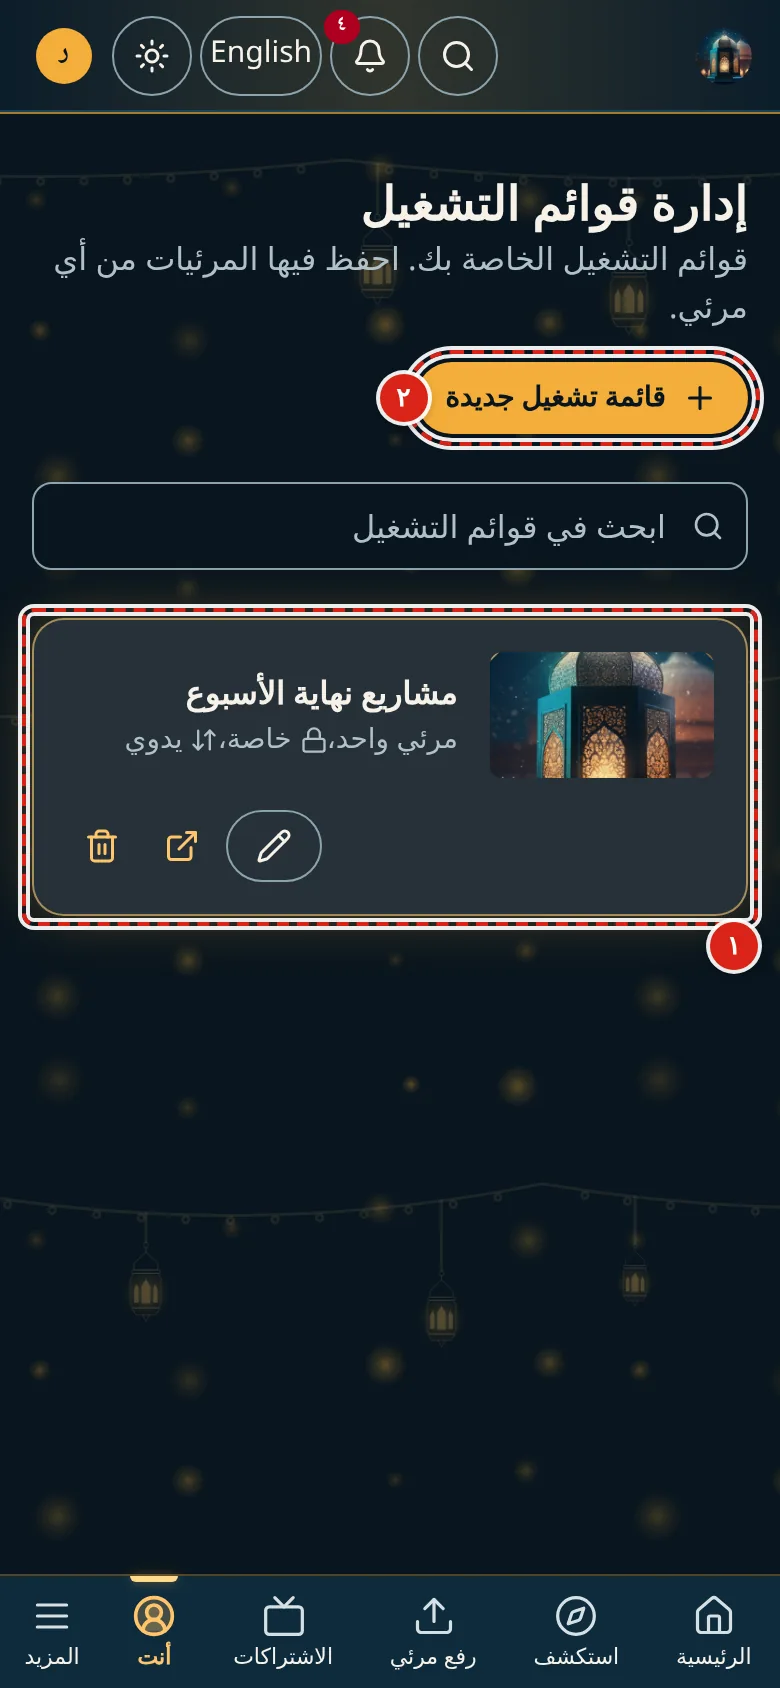 ر
English
٤
إدارة قوائم التشغيل
قوائم التشغيل الخاصة بك. احفظ فيها المرئيات من أي
مرئي.
قائمة تشغيل جديدة
٢
ابحث في قوائم التشغيل
مشاريع نهاية الأسبوع
مرئي واحد، خاصة، يدوي
١
الرئيسية
استكشف
رفع مرئي
الاشتراكات
أنت
المزيد